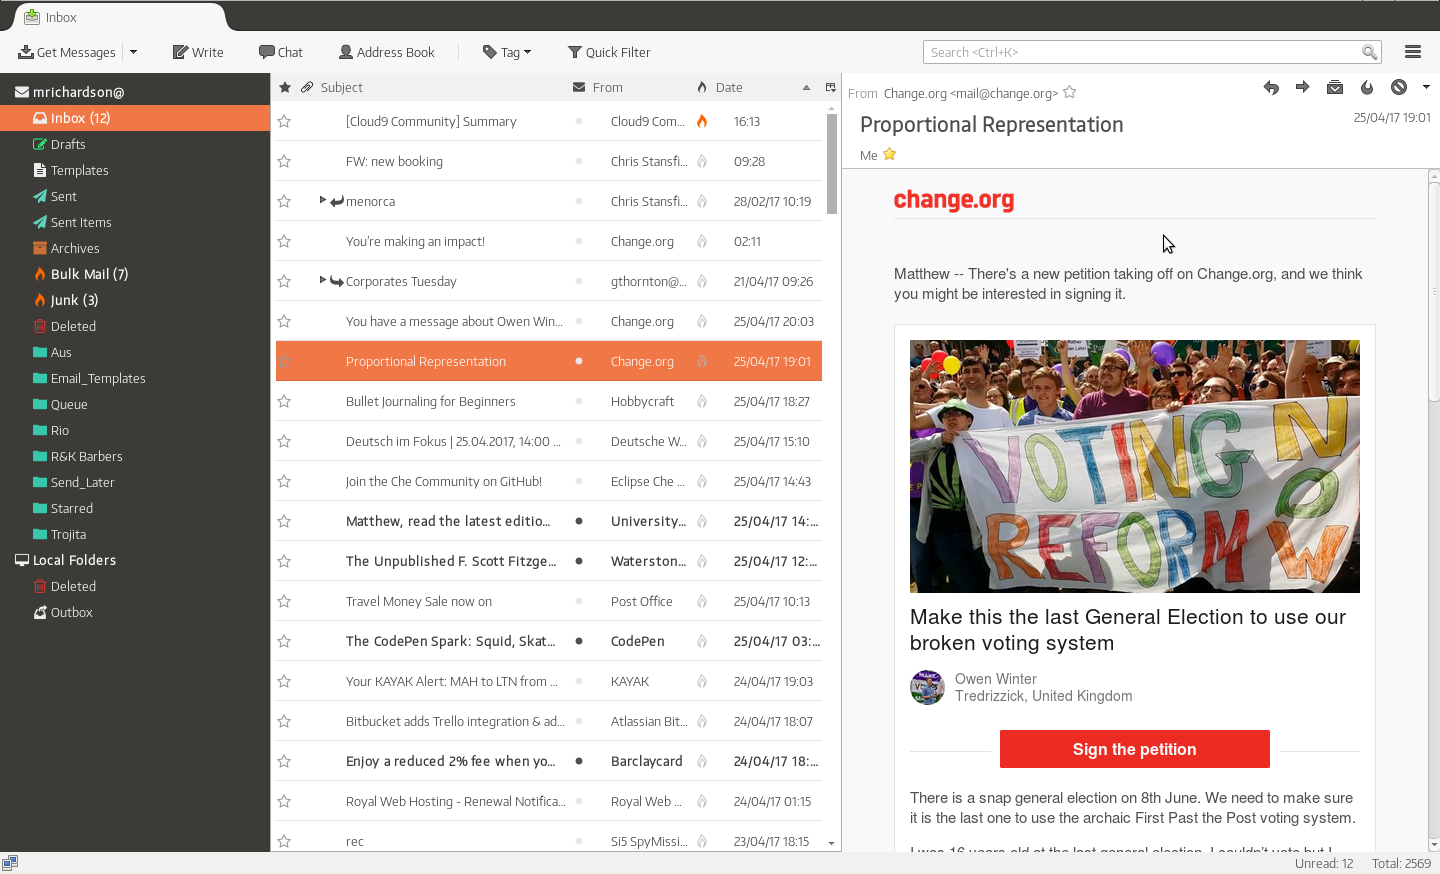 Inbox
Get Messages
Write
Chat
Address Book
Tag
Quick Filter
Search <Ctrl+K>
mrichardson@
Inbox (12)
Drafts
Templates
Sent
Sent Items
Archives
Bulk Mail (7)
Junk (3)
Deleted
Aus
Email_Templates
Queue
Rio
R&K Barbers
Send_Later
Starred
Trojita
Local Folders
Deleted
Outbox
Subject From Date
[Cloud9 Community] Summary Cloud9 Com... 16:13
FW: new booking Chris Stansfi... 09:28
menorca Chris Stansfi... 28/02/17 10:19
You're making an impact! Change.org 02:11
Corporates Tuesday gthornton@... 21/04/17 09:26
You have a message about Owen Win... Change.org 25/04/17 20:03
Proportional Representation Change.org 25/04/17 19:01
Bullet Journaling for Beginners Hobbycraft 25/04/17 18:27
Deutsch im Fokus | 25.04.2017, 14:00 ... Deutsche W... 25/04/17 15:10
Join the Che Community on GitHub! Eclipse Che ... 25/04/17 14:43
Matthew, read the latest editio... University... 25/04/17 14:...
The Unpublished F. Scott Fitzge... Waterston... 25/04/17 12:...
Travel Money Sale now on Post Office 25/04/17 10:13
The CodePen Spark: Squid, Skat... CodePen 25/04/17 03:...
Your KAYAK Alert: MAH to LTN from ... KAYAK 24/04/17 19:03
Bitbucket adds Trello integration & ad... Atlassian Bit... 24/04/17 18:07
Enjoy a reduced 2% fee when yo... Barclaycard 24/04/17 18:...
Royal Web Hosting - Renewal Notifica... Royal Web ... 24/04/17 01:15
rec Si5 SpyMissi... 23/04/17 18:15
From Change.org <mail@change.org>
Proportional Representation
25/04/17 19:01
Me
change.org
Matthew -- There's a new petition taking off on Change.org, and we think
you might be interested in signing it.
VOTING
REFORM
NOW
Make this the last General Election to use our
broken voting system
Owen Winter
Tredrizzick, United Kingdom
Sign the petition
There is a snap general election on 8th June. We need to make sure
it is the last one to use the archaic First Past the Post voting system.
I was 16 years old at the last general election. I couldn't vote but I
Unread: 12
Total: 2569